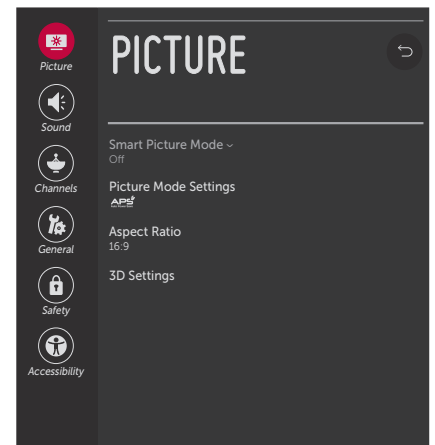 PICTURE
Picture
Sound
Channels
General
Safety
Accessibility
Smart Picture Mode
Off
Picture Mode Settings
APS
Aspect Ratio
16:9
3D Settings